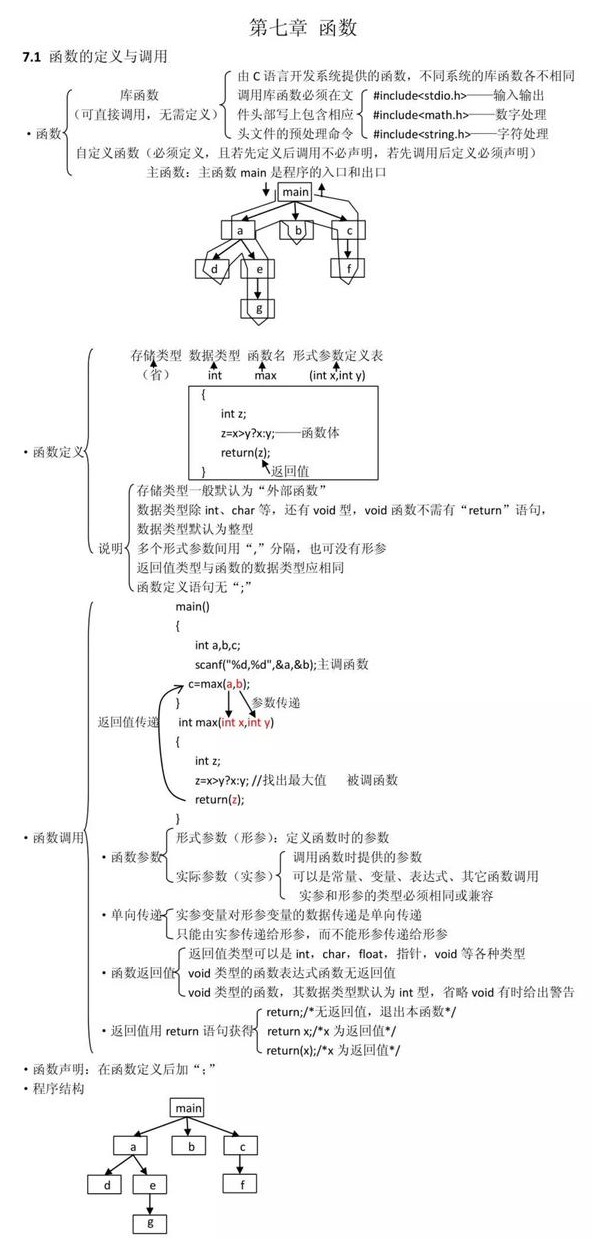 第七章 函数
7.1 函数的定义与调用
由 C 语言开发系统提供的函数，不同系统的库函数各不相同
库函数
调用库函数必须在文
#include<stdio.h>——输入输出
（可直接调用，无需定义）
件头部写上包含相应
#include<math.h>——数字处理
·函数
头文件的预处理命令
#include<string.h>——字符处理
自定义函数（必须定义，且若先定义后调用不必声明，若先调用后定义必须声明）
主函数：主函数 main 是程序的入口和出口
main
a b c
d e f
g
存储类型 数据类型 函数名 形式参数定义表
（省） int max (int x,int y)
{
int z;
z=x>y?x:y;——函数体
·函数定义
return(z);
} 返回值
存储类型一般默认为“外部函数”
数据类型除 int、char 等，还有 void 型，void 函数不需有“return”语句，
数据类型默认为整型
说明
多个形式参数间用“,”分隔，也可没有形参
返回值类型与函数的数据类型应相同
函数定义语句无“;”
main()
{
int a,b,c;
scanf("%d,%d",&a,&b);主调函数
c=max(a,b);
} 参数传递
返回值传递
int max(int x,int y)
{
int z;
z=x>y?x:y; //找出最大值 被调函数
return(z);
}
·函数调用
形式参数（形参）：定义函数时的参数
·函数参数
调用函数时提供的参数
实际参数（实参）
可以是常量、变量、表达式、其它函数调用
实参和形参的类型必须相同或兼容
·单向传递
实参变量对形参变量的数据传递是单向传递
只能由实参传递给形参，而不能形参传递给形参
返回值类型可以是 int，char，float，指针，void 等各种类型
·函数返回值
void 类型的函数表达式函数无返回值
void 类型的函数，其数据类型默认为 int 型，省略 void 有时给出警告
return;/*无返回值，退出本函数*/
·返回值用 return 语句获得
return x;/*x 为返回值*/
return(x);/*x 为返回值*/
·函数声明：在函数定义后加“;”
·程序结构
main
a b c
d e f
g